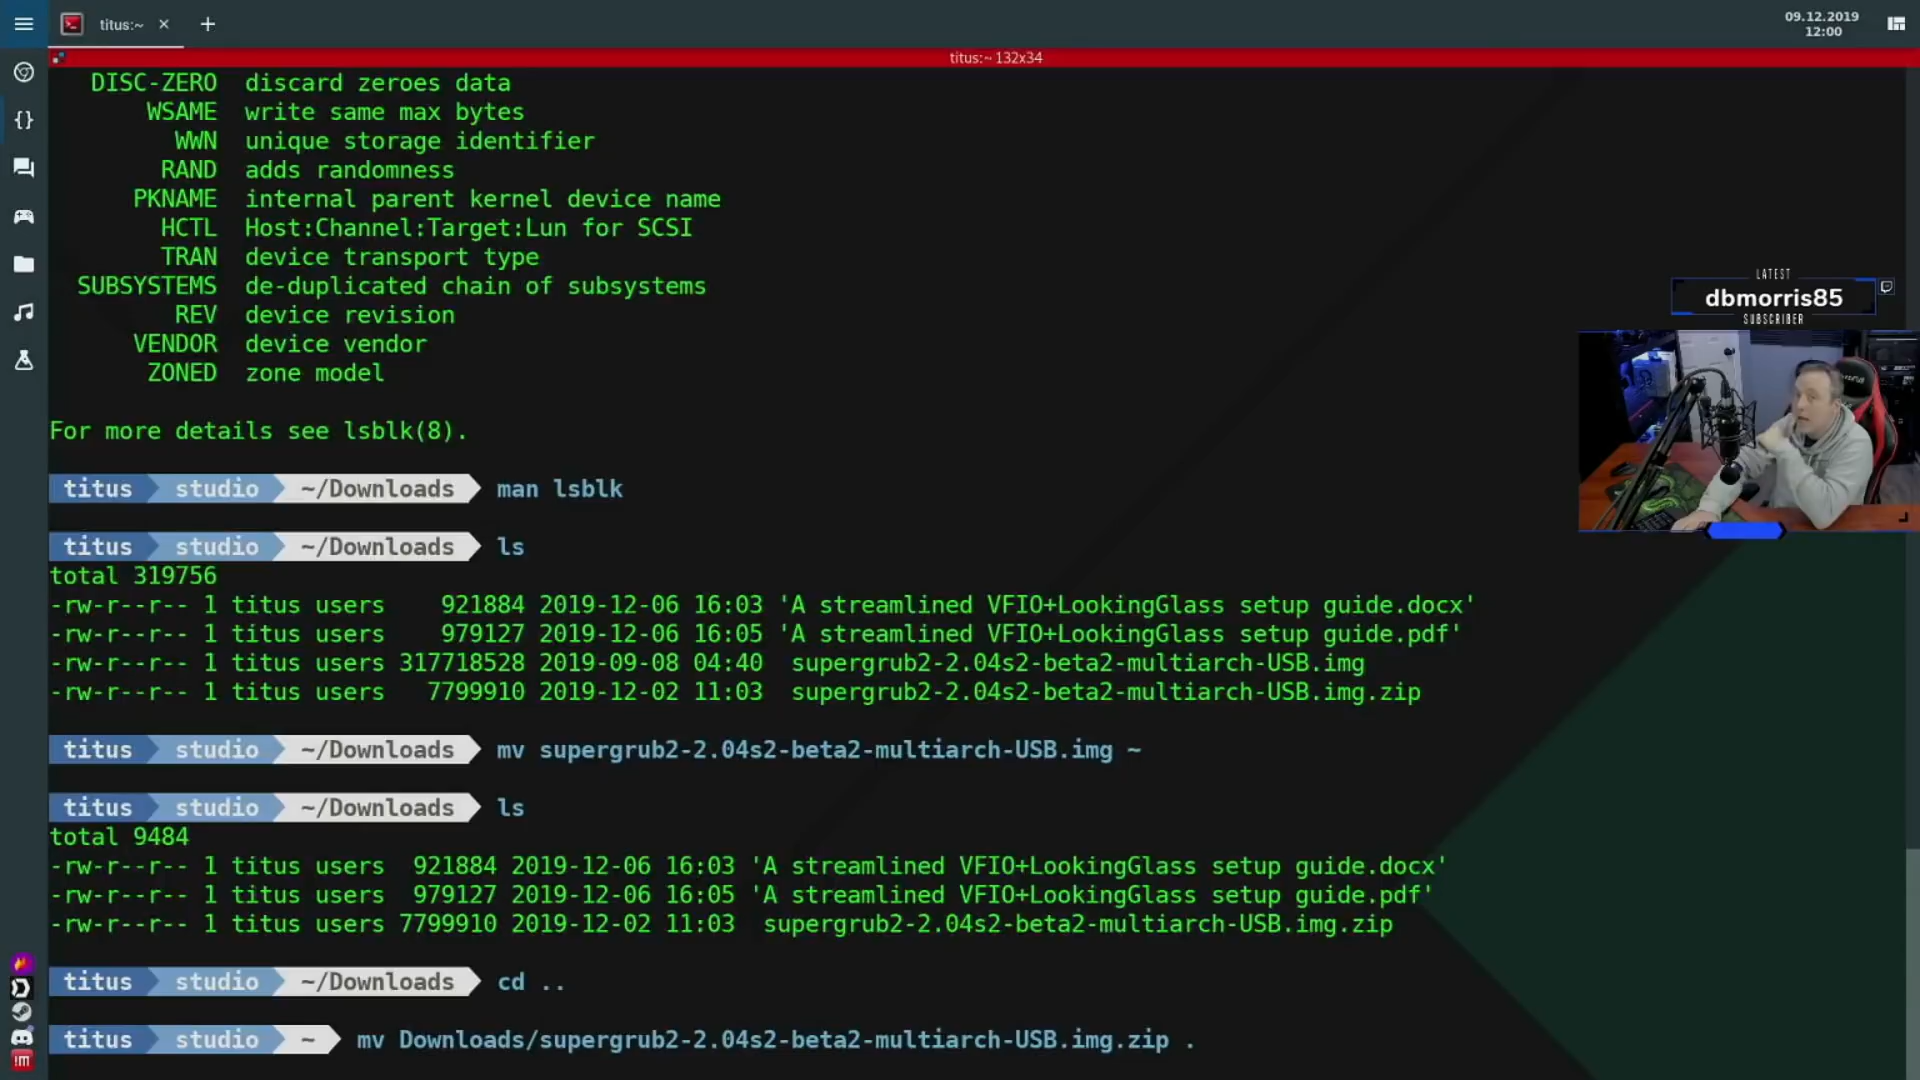 titus:~ × +
09.12.2019
12:00
titus:~ 132x34
DISC-ZERO  discard zeroes data
WSAME  write same max bytes
WWN  unique storage identifier
RAND  adds randomness
PKNAME  internal parent kernel device name
HCTL  Host:Channel:Target:Lun for SCSI
TRAN  device transport type
SUBSYSTEMS  de-duplicated chain of subsystems
REV  device revision
VENDOR  device vendor
ZONED  zone model
For more details see lsblk(8).
titus studio ~/Downloads man lsblk
titus studio ~/Downloads ls
total 319756
-rw-r--r-- 1 titus users    921884 2019-12-06 16:03 'A streamlined VFIO+LookingGlass setup guide.docx'
-rw-r--r-- 1 titus users    979127 2019-12-06 16:05 'A streamlined VFIO+LookingGlass setup guide.pdf'
-rw-r--r-- 1 titus users 317718528 2019-09-08 04:40  supergrub2-2.04s2-beta2-multiarch-USB.img
-rw-r--r-- 1 titus users   7799910 2019-12-02 11:03  supergrub2-2.04s2-beta2-multiarch-USB.img.zip
titus studio ~/Downloads mv supergrub2-2.04s2-beta2-multiarch-USB.img ~
titus studio ~/Downloads ls
total 9484
-rw-r--r-- 1 titus users  921884 2019-12-06 16:03 'A streamlined VFIO+LookingGlass setup guide.docx'
-rw-r--r-- 1 titus users  979127 2019-12-06 16:05 'A streamlined VFIO+LookingGlass setup guide.pdf'
-rw-r--r-- 1 titus users 7799910 2019-12-02 11:03  supergrub2-2.04s2-beta2-multiarch-USB.img.zip
titus studio ~/Downloads cd ..
titus studio ~ mv Downloads/supergrub2-2.04s2-beta2-multiarch-USB.img.zip .
LATEST
dbmorris85
SUBSCRIBER